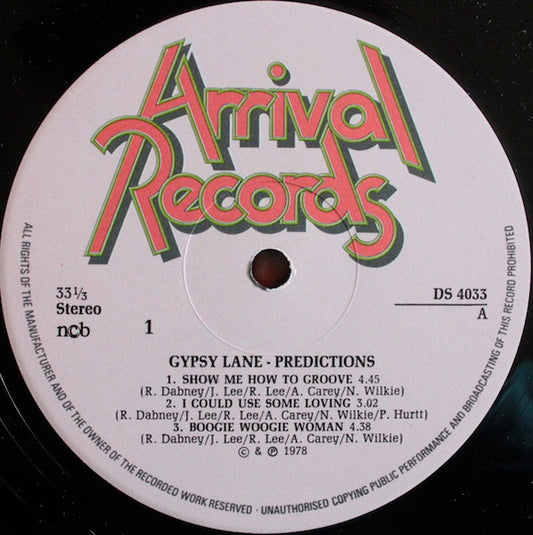 Arrival
Records
33 1/3
Stereo
ncb
1
DS 4033
A
GYPSY LANE - PREDICTIONS
1. SHOW ME HOW TO GROOVE 4.45
(R. Dabney/J. Lee/R. Lee/A. Carey/N. Wilkie)
2. I COULD USE SOME LOVING 3.02
(R. Dabney/J. Lee/R. Lee/A. Carey/N. Wilkie/P. Hurtt)
3. BOOGIE WOOGIE WOMAN 4.38
(R. Dabney/J. Lee/R. Lee/A. Carey/N. Wilkie)
© & ℗ 1978
ALL RIGHTS OF THE MANUFACTURER AND OF THE OWNER OF THE RECORDED WORK RESERVED · UNAUTHORISED COPYING PUBLIC PERFORMANCE AND BROADCASTING OF THIS RECORD PROHIBITED